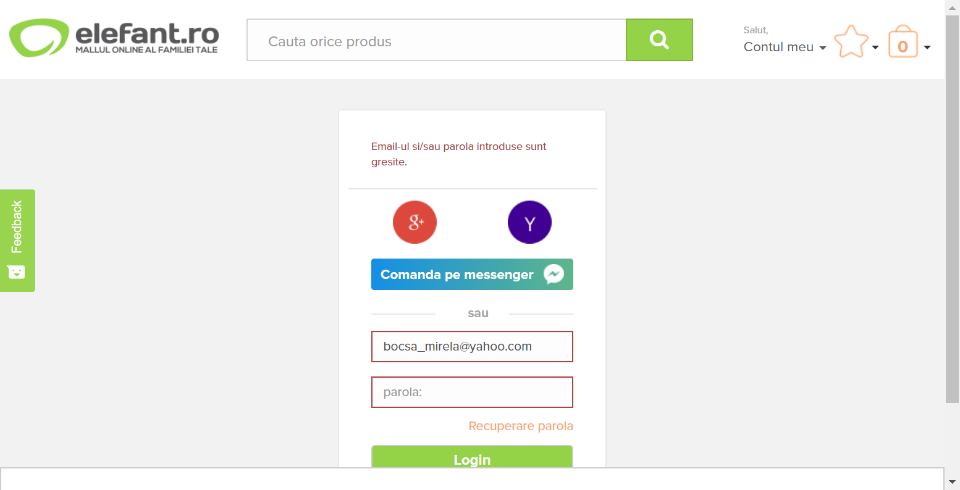 elefant.ro
MALLUL ONLINE AL FAMILIEI TALE
Cauta orice produs
Salut,
Contul meu
0
Email-ul si/sau parola introduse sunt
gresite.
g+
Y
Feedback
Comanda pe messenger
sau
bocsa_mirela@yahoo.com
parola:
Recuperare parola
Login